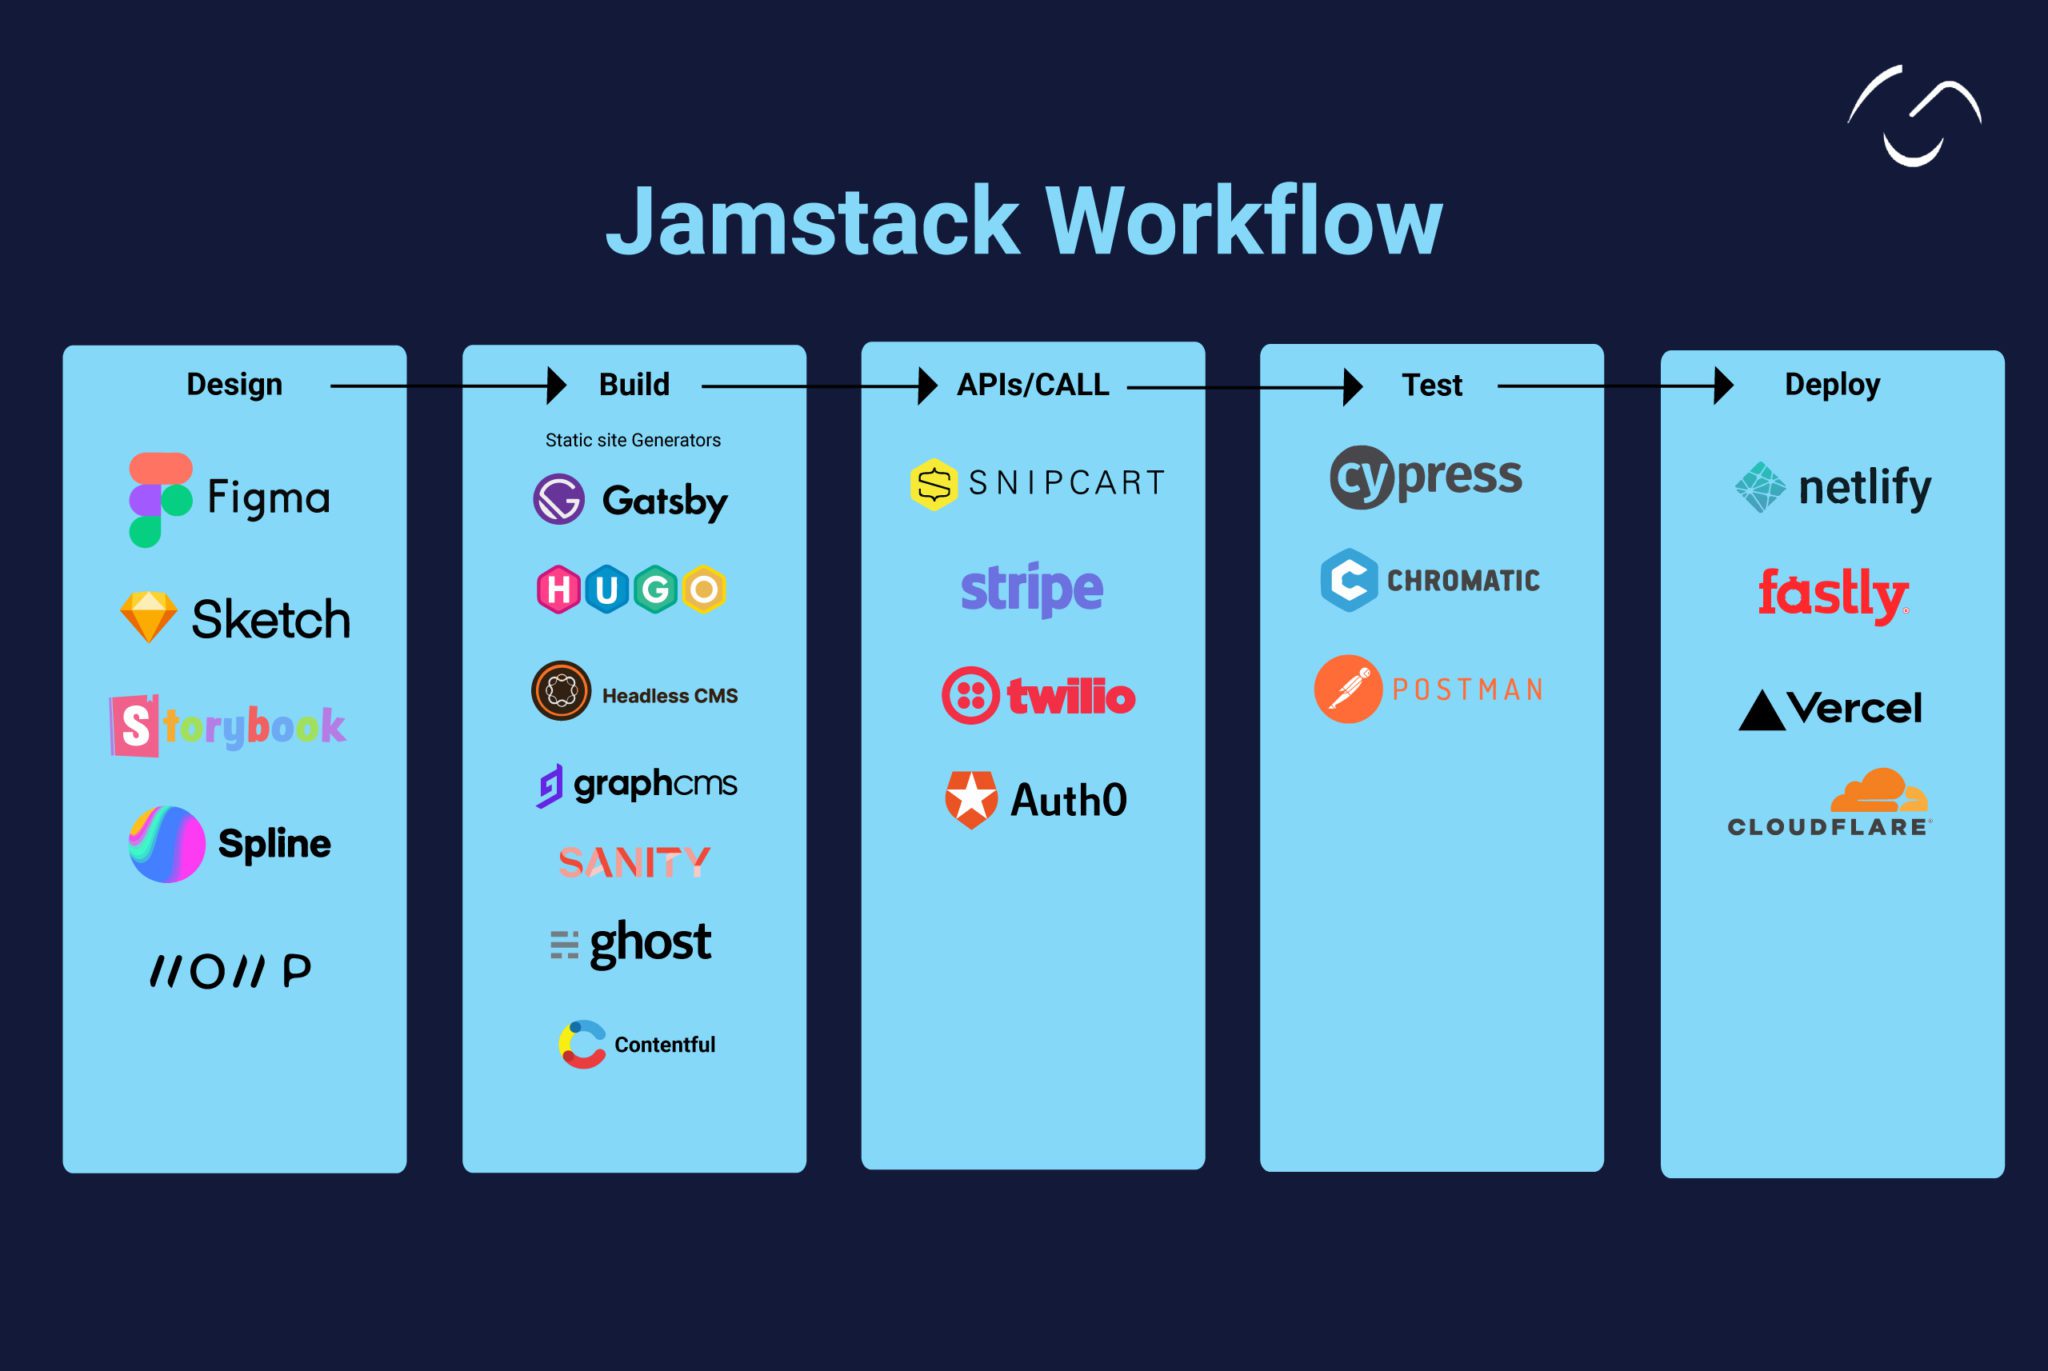 Jamstack Workflow
Design
Figma
Sketch
Storybook
Spline
Build
Static site Generators
Gatsby
HUGO
Headless CMS
graphcms
SANITY
ghost
Contentful
APIs/CALL
SNIPCART
stripe
twilio
Auth0
Test
cypress
CHROMATIC
POSTMAN
Deploy
netlify
fastly®
Vercel
CLOUDFLARE®